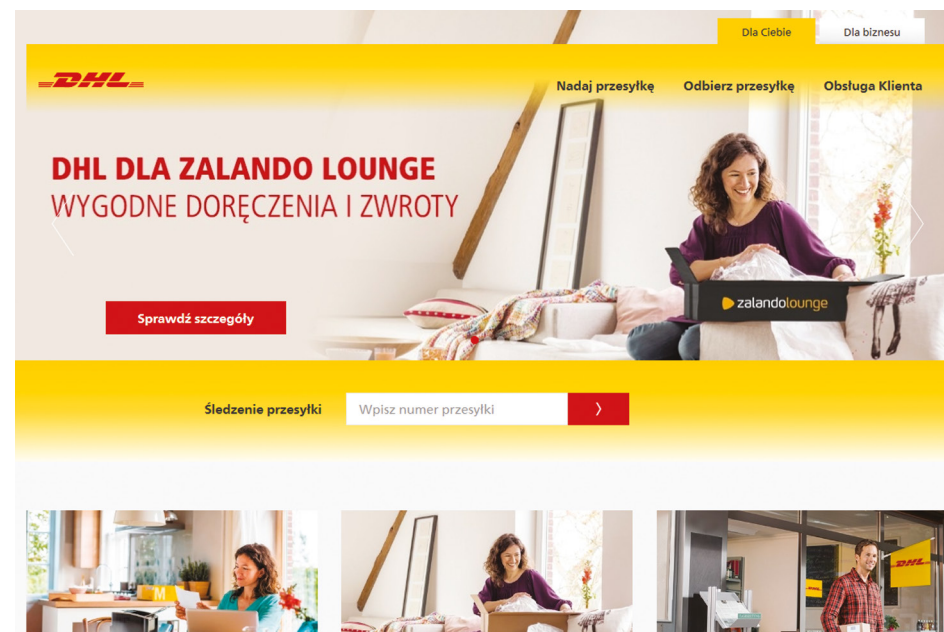 Dla Ciebie
Dla biznesu
DHL
Nadaj przesyłkę
Odbierz przesyłkę
Obsługa Klienta
DHL DLA ZALANDO LOUNGE
WYGODNE DORĘCZENIA I ZWROTY
zalandolounge
Sprawdź szczegóły
Śledzenie przesyłki
Wpisz numer przesyłki
M
DHL